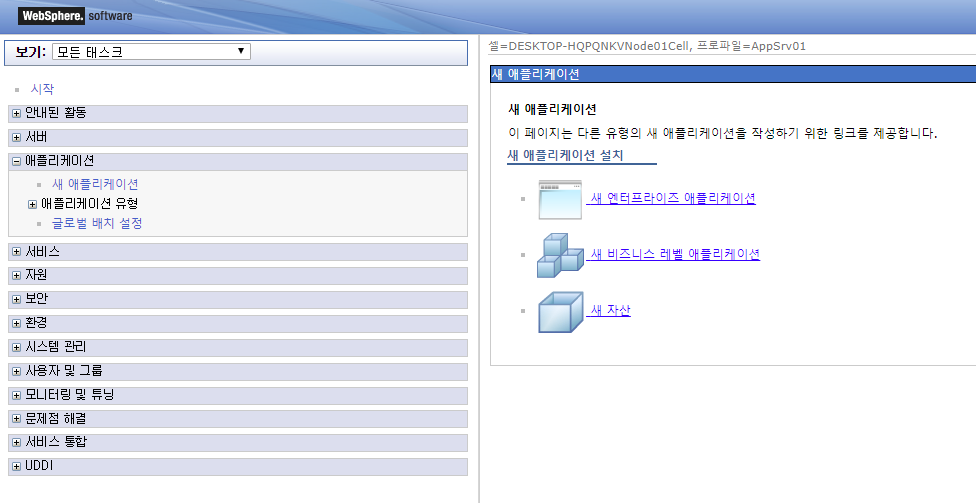 WebSphere. software
보기: 모든 태스크
시작
안내된 활동
서버
애플리케이션
새 애플리케이션
애플리케이션 유형
글로벌 배치 설정
서비스
자원
보안
환경
시스템 관리
사용자 및 그룹
모니터링 및 튜닝
문제점 해결
서비스 통합
UDDI
셀=DESKTOP-HQPQNKVNode01Cell, 프로파일=AppSrv01
새 애플리케이션
새 애플리케이션
이 페이지는 다른 유형의 새 애플리케이션을 작성하기 위한 링크를 제공합니다.
새 애플리케이션 설치
새 엔터프라이즈 애플리케이션
새 비즈니스 레벨 애플리케이션
새 자산